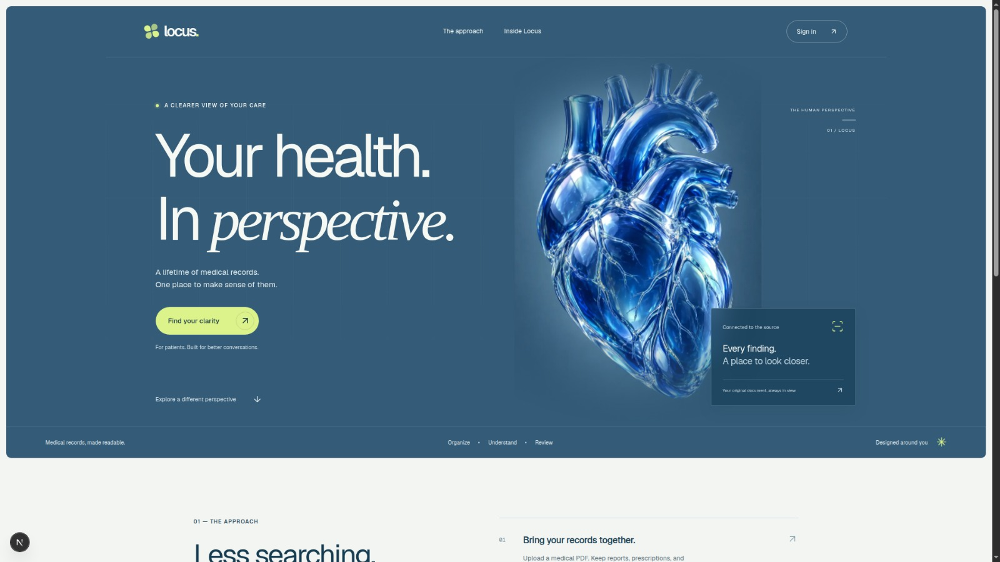 locus.
The approach
Inside Locus
Sign in
A CLEARER VIEW OF YOUR CARE
THE HUMAN PERSPECTIVE
01 / LOCUS
Your health.
In perspective.
A lifetime of medical records.
One place to make sense of them.
Find your clarity
For patients. Built for better conversations.
Connected to the source
Every finding.
A place to look closer.
Your original document, always in view
Explore a different perspective
Medical records, made readable.
Organize • Understand • Review
Designed around you
01 — THE APPROACH
Less searching.
01
Bring your records together.
Upload a medical PDF. Keep reports, prescriptions, and
N